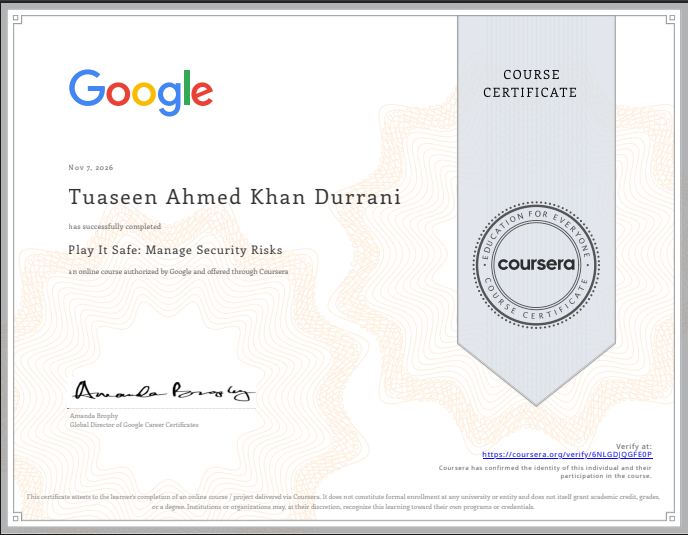 Google
COURSE
CERTIFICATE
Nov 7, 2026
Tuaseen Ahmed Khan Durrani
has successfully completed
Play It Safe: Manage Security Risks
an online course authorized by Google and offered through Coursera
EDUCATION FOR EVERYONE
coursera
COURSE CERTIFICATE
Amanda Brophy
Amanda Brophy
Global Director of Google Career Certificates
Verify at:
https://coursera.org/verify/6NLGDJQGFE0P
Coursera has confirmed the identity of this individual and their
participation in the course.
This certificate attests to the learner's completion of an online course / project delivered via Coursera. It does not constitute formal enrollment at any university or entity and does not itself grant academic credit, grades,
or a degree. Institutions or organizations may, at their discretion, recognize this learning toward their own programs or credentials.